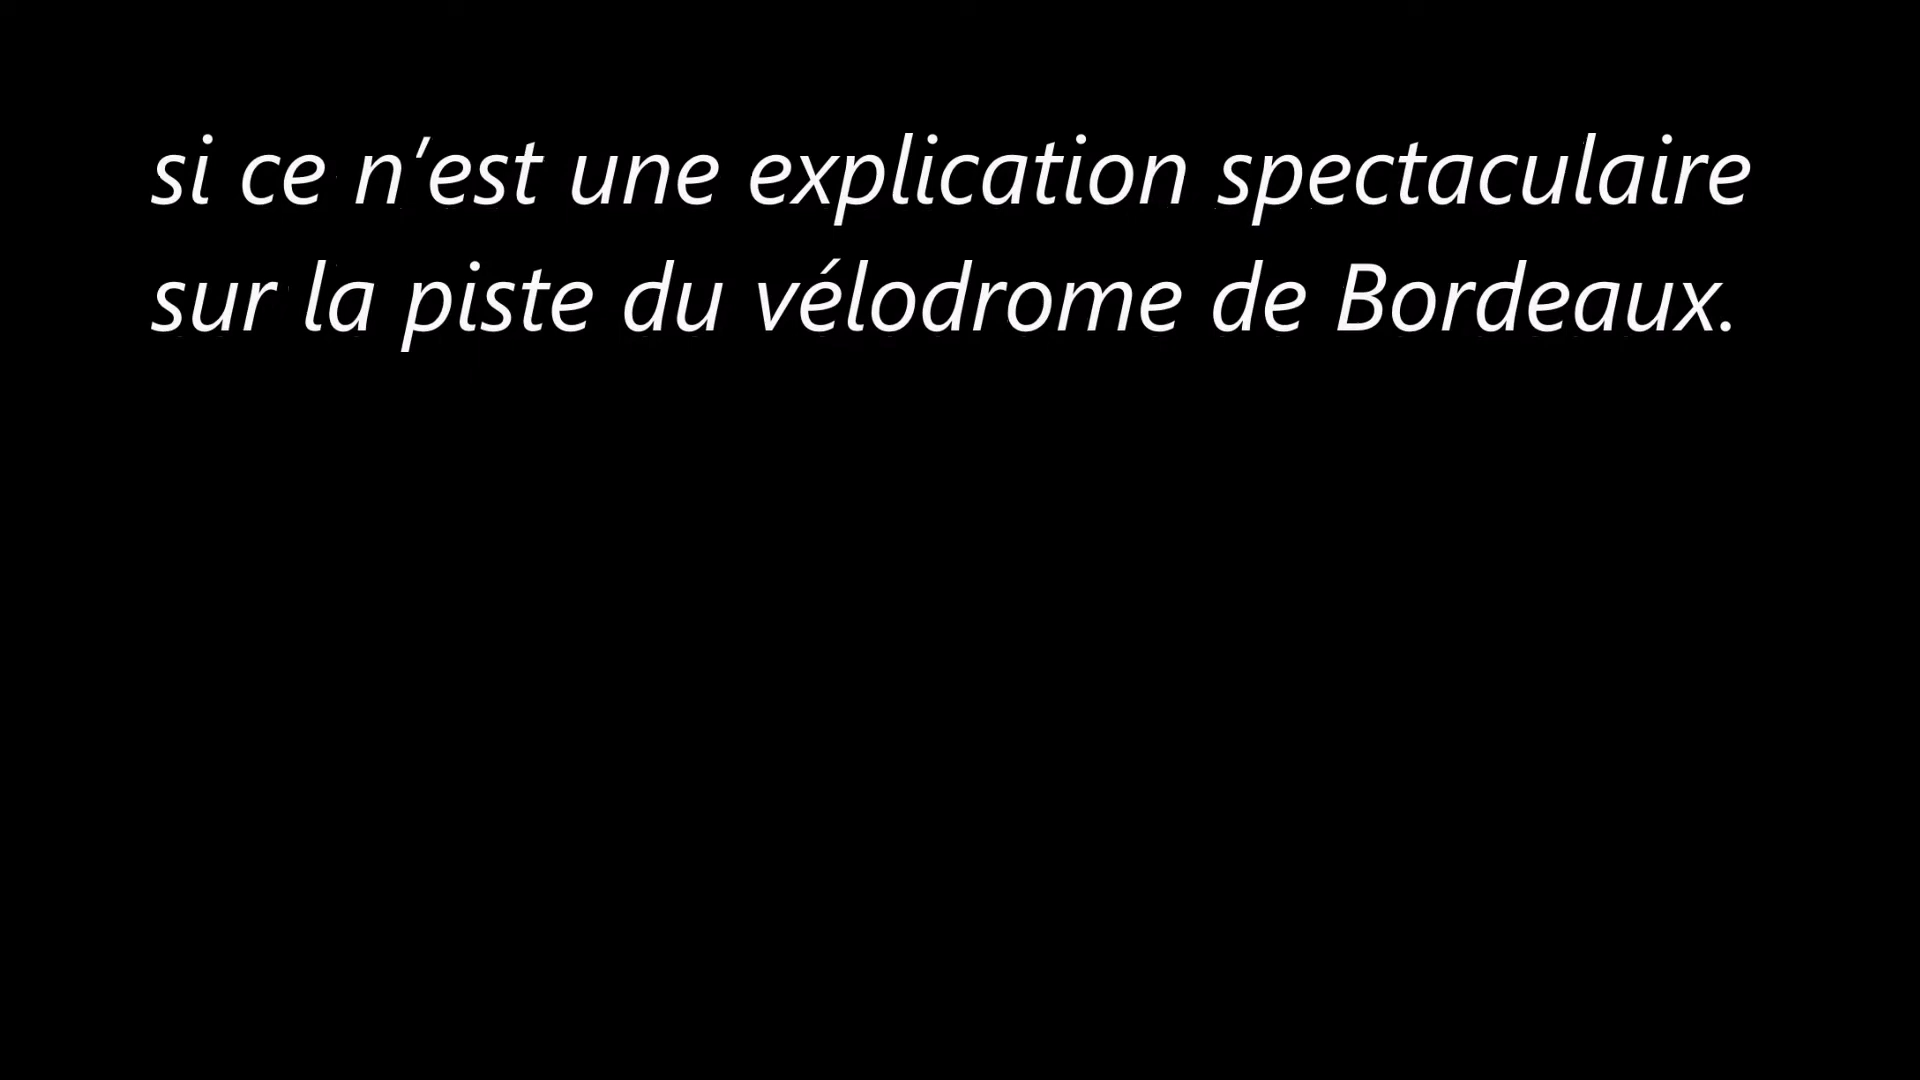 si ce n’est une explication spectaculaire
sur la piste du vélodrome de Bordeaux.